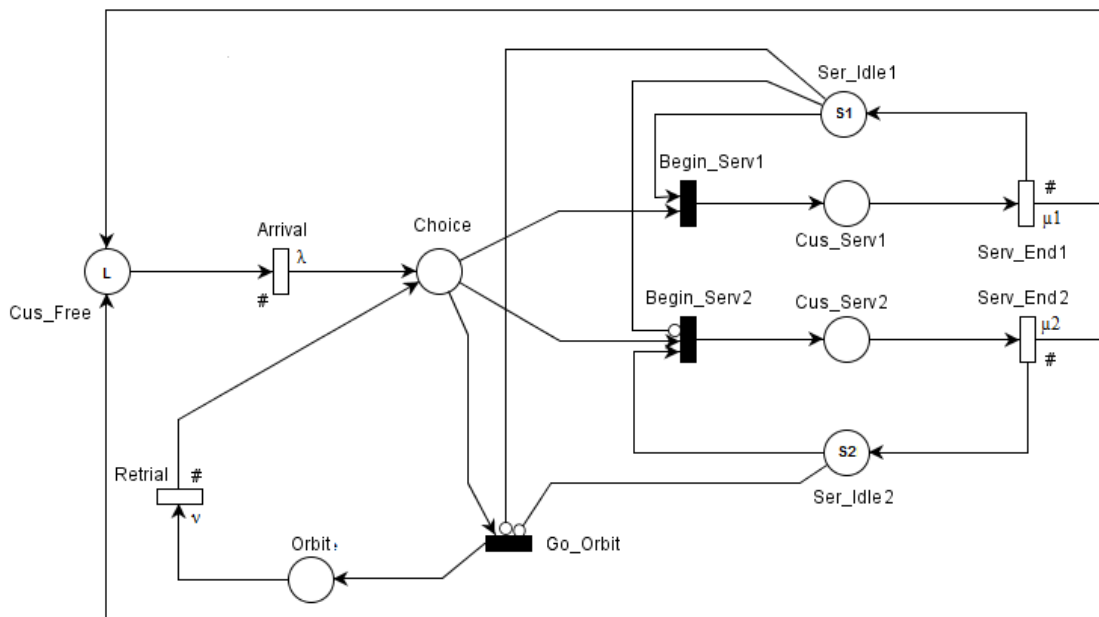 Ser_Idle1
S1
Begin_Serv1
#
μ1
Arrival
Choice
λ
Cus_Serv1
Serv_End1
L
#
Cus_Free
Begin_Serv2
Cus_Serv2
Serv_End2
μ2
#
S2
Retrial
#
ν
Ser_Idle2
Orbit
Go_Orbit